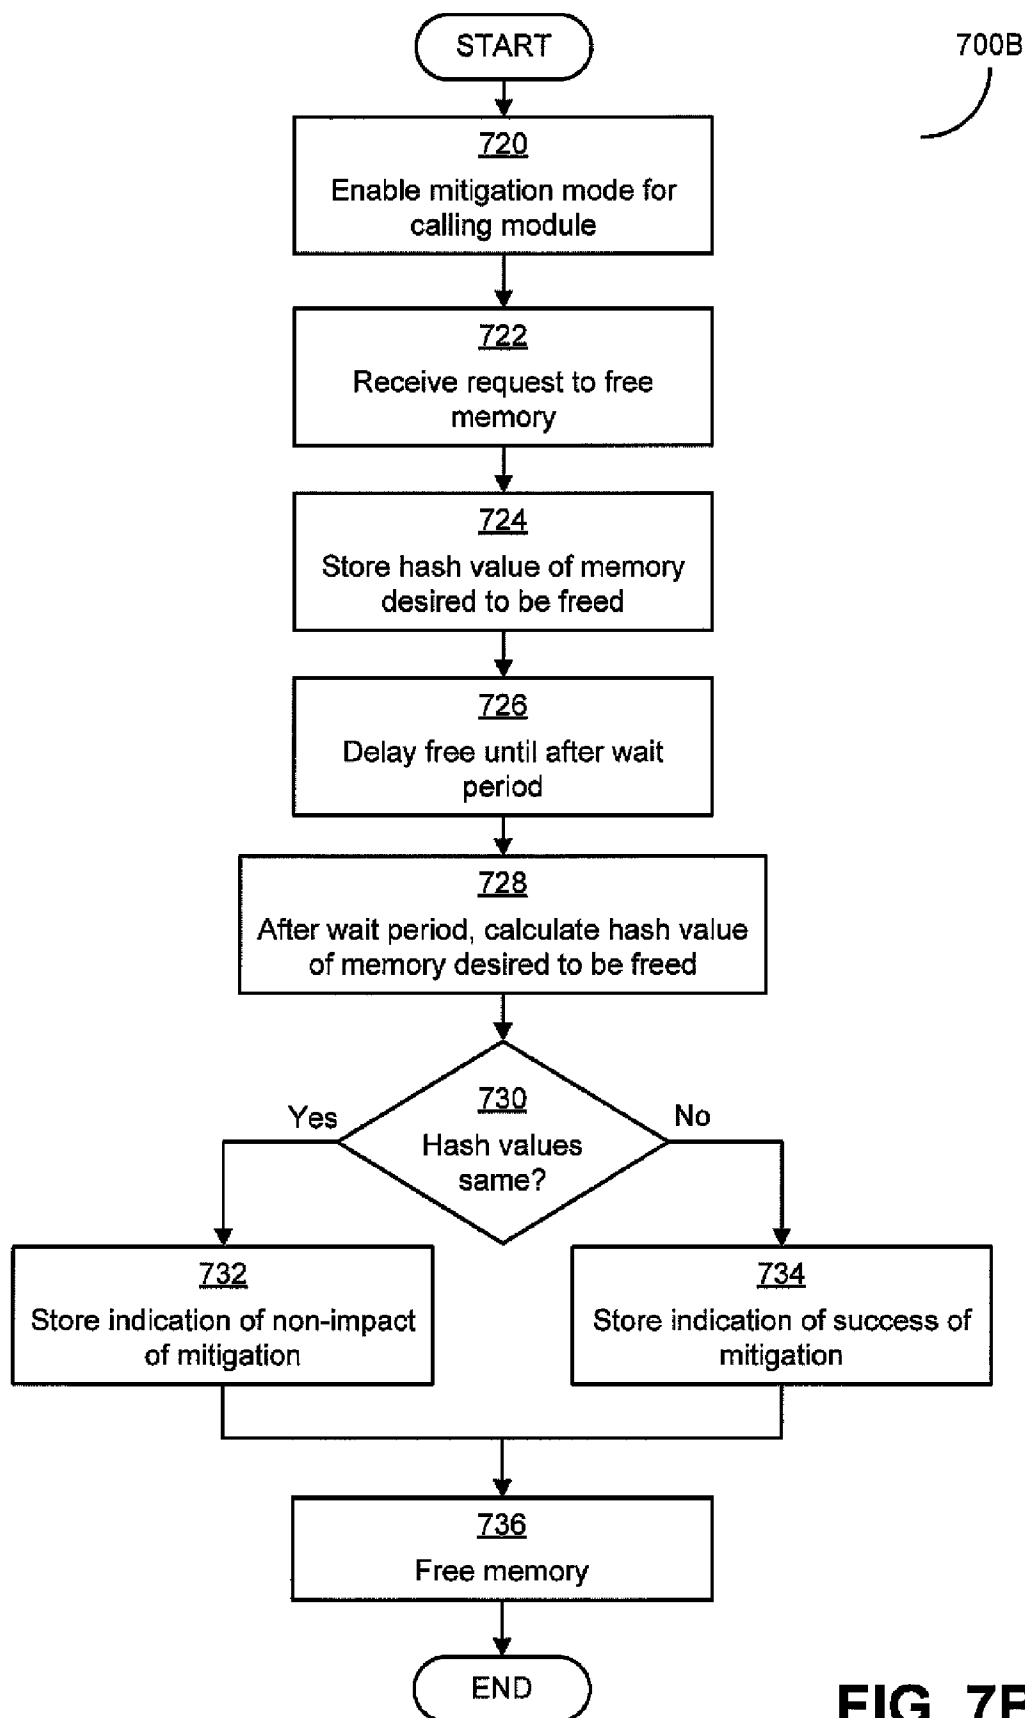 START
700B
720
Enable mitigation mode for
calling module
722
Receive request to free
memory
724
Store hash value of memory
desired to be freed
726
Delay free until after wait
period
728
After wait period, calculate hash value
of memory desired to be freed
730
Hash values
same?
Yes
No
732
Store indication of non-impact
of mitigation
734
Store indication of success of
mitigation
736
Free memory
END
FIG. 7B